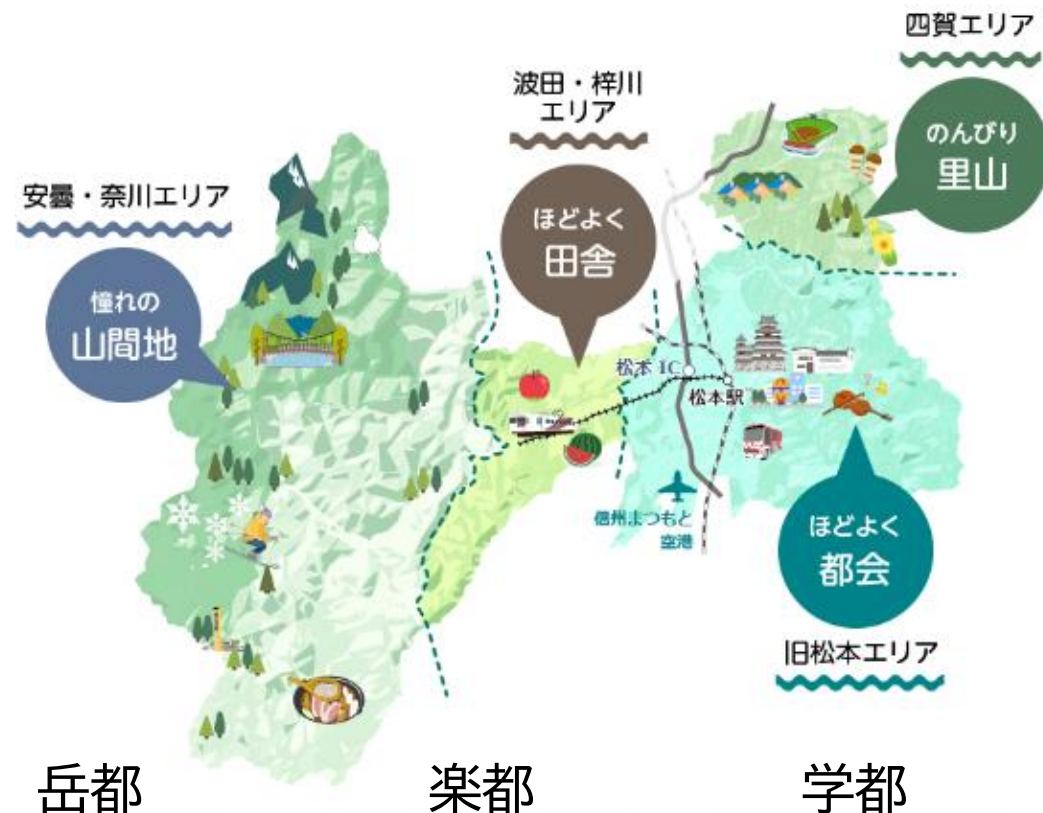 四賀エリア
のんびり
里山
波田・梓川
エリア
ほどよく
田舎
安曇・奈川エリア
憧れの
山間地
松本 IC
松本駅
信州まつもと
空港
ほどよく
都会
旧松本エリア
岳都
楽都
学都